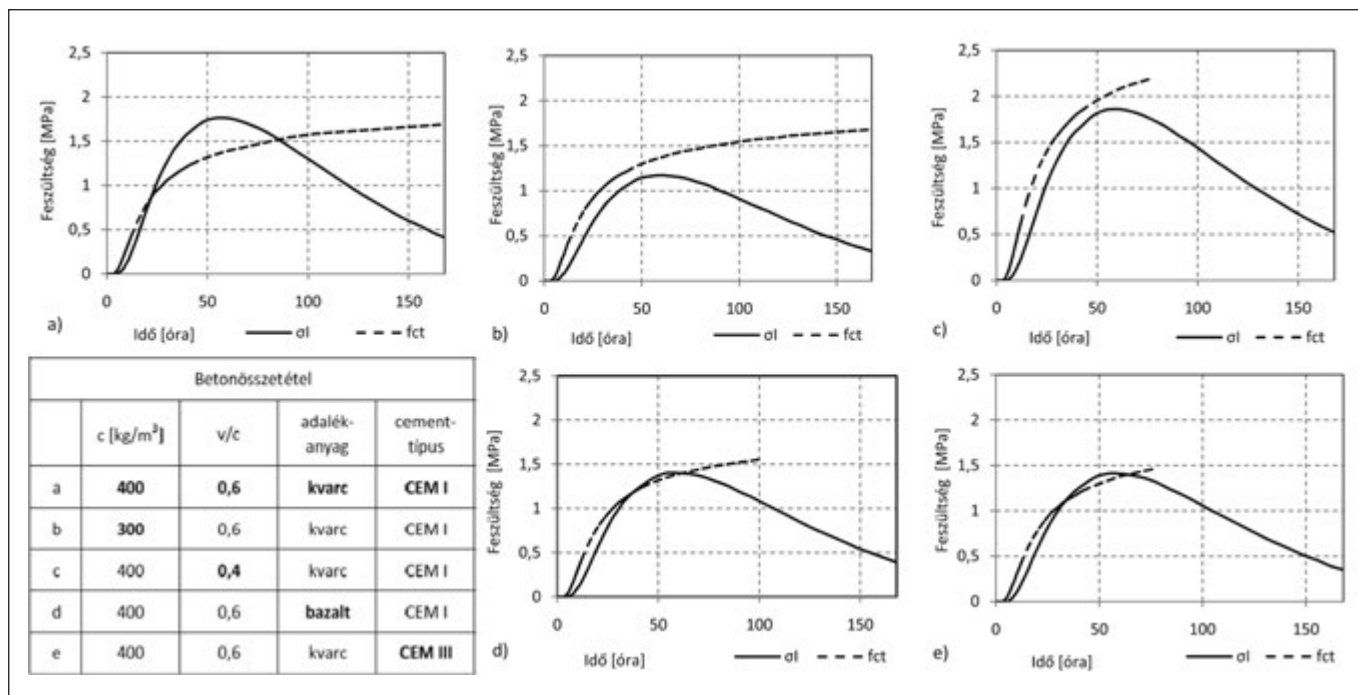 2,5
2
1,5
1
0,5
0
Feszültség [MPa]
0 50 100 150
a)
Idő [óra]
σl fct
2,5
2
1,5
1
0,5
0
Feszültség [MPa]
0 50 100 150
b)
Idő [óra]
σl fct
2,5
2
1,5
1
0,5
0
Feszültség [MPa]
0 50 100 150
c)
Idő [óra]
σl fct
Betonösszetétel
c [kg/m³] v/c adalék-anyag cement-típus
a 400 0,6 kvarc CEM I
b 300 0,6 kvarc CEM I
c 400 0,4 kvarc CEM I
d 400 0,6 bazalt CEM I
e 400 0,6 kvarc CEM III
2,5
2
1,5
1
0,5
0
Feszültség [MPa]
0 50 100 150
d)
Idő [óra]
σl fct
2,5
2
1,5
1
0,5
0
Feszültség [MPa]
0 50 100 150
e)
Idő [óra]
σl fct